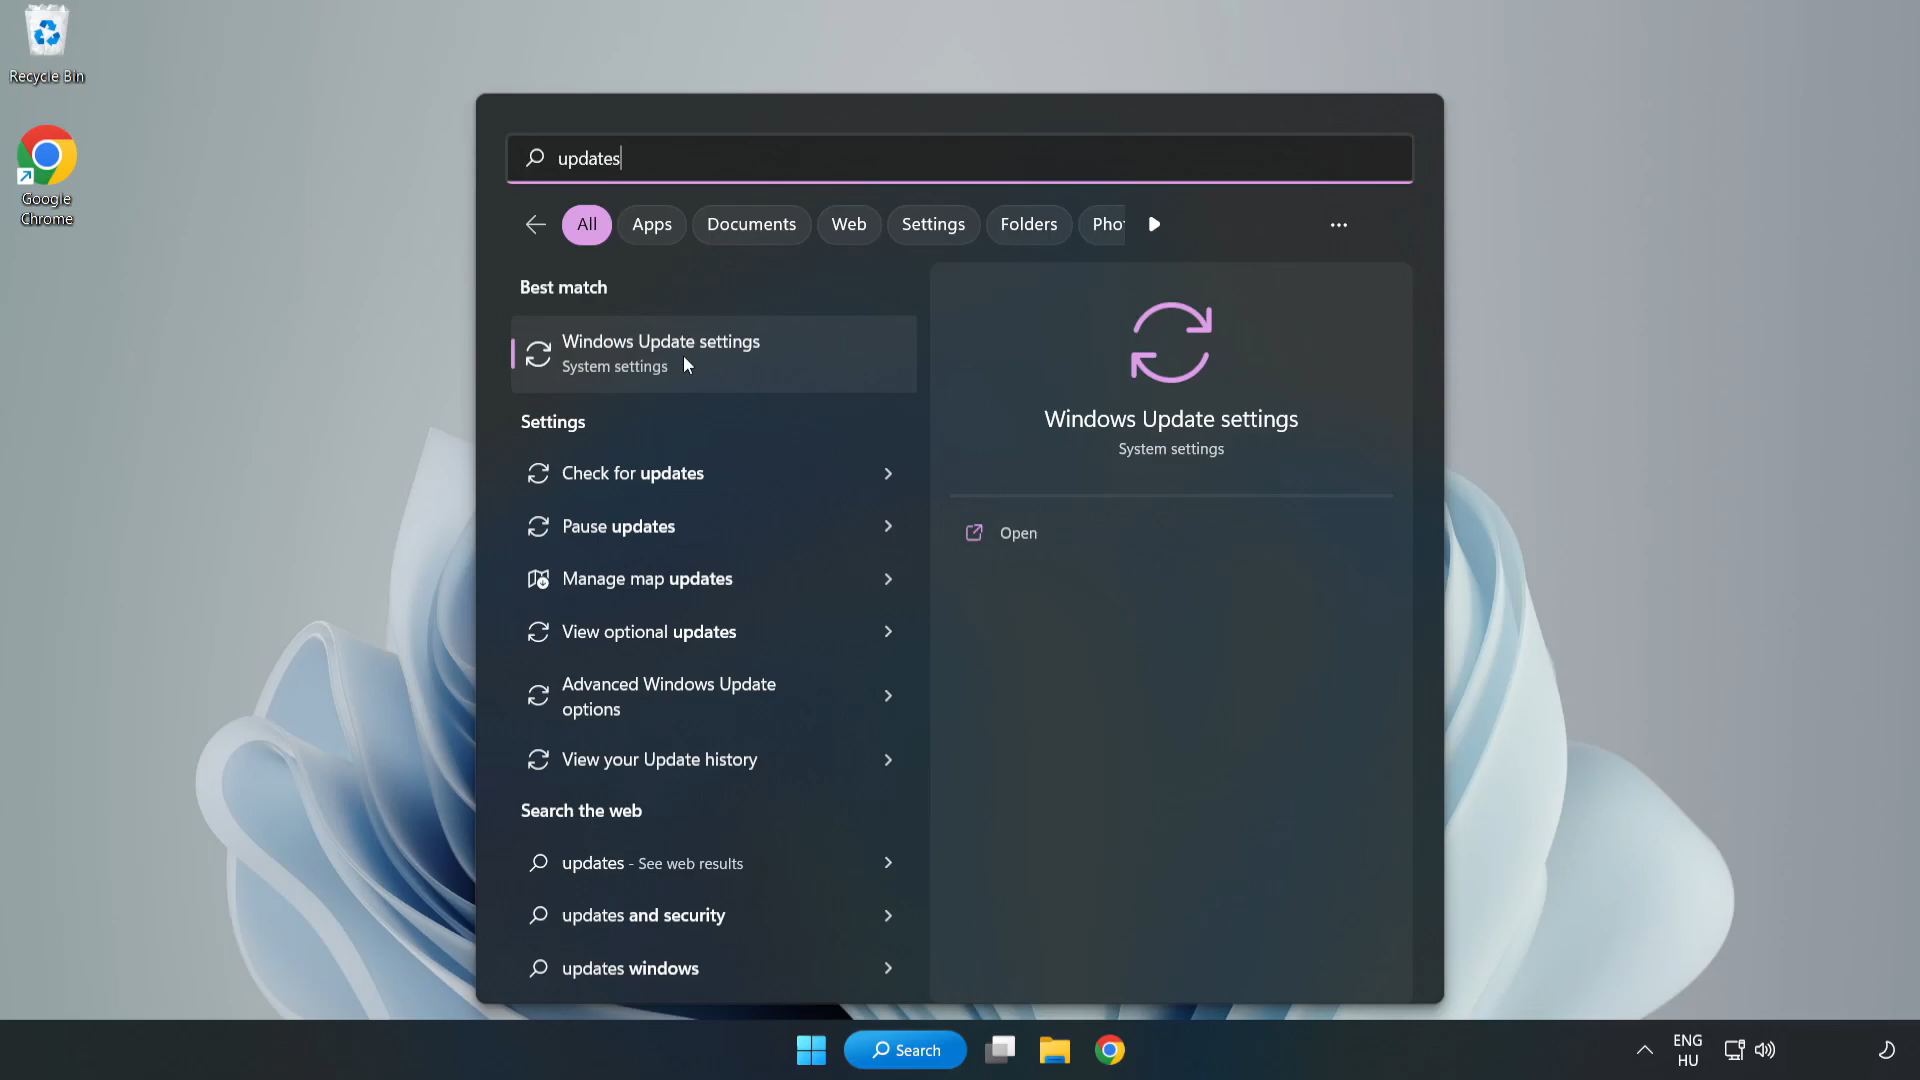 Recycle Bin
Google
Chrome
updates
All
Apps
Documents
Web
Settings
Folders
Best match
Windows Update settings
System settings
Settings
Check for updates
Pause updates
Manage map updates
View optional updates
Advanced Windows Update
options
View your Update history
Search the web
updates - See web results
updates and security
updates windows
Windows Update settings
System settings
Open
Search
ENG
HU